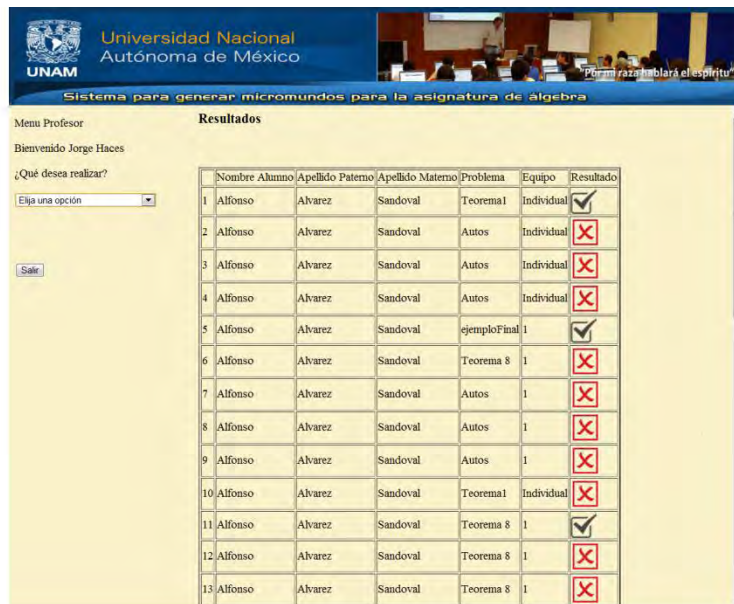 Universidad Nacional
Autónoma de México
UNAM
"Por mi raza hablará el espíritu"
Sistema para generar micromundos para la asignatura de álgebra
Menu Profesor
Bienvenido Jorge Haces
¿Qué desea realizar?
Elija una opción
Salir
Resultados
Nombre Alumno Apellido Paterno Apellido Materno Problema Equipo Resultado
1 Alfonso Alvarez Sandoval Teorema1 Individual
2 Alfonso Alvarez Sandoval Autos Individual
3 Alfonso Alvarez Sandoval Autos Individual
4 Alfonso Alvarez Sandoval Autos Individual
5 Alfonso Alvarez Sandoval ejemploFinal 1
6 Alfonso Alvarez Sandoval Teorema 8 1
7 Alfonso Alvarez Sandoval Autos 1
8 Alfonso Alvarez Sandoval Autos 1
9 Alfonso Alvarez Sandoval Autos 1
10 Alfonso Alvarez Sandoval Teorema1 Individual
11 Alfonso Alvarez Sandoval Teorema 8 1
12 Alfonso Alvarez Sandoval Teorema 8 1
13 Alfonso Alvarez Sandoval Teorema 8 1